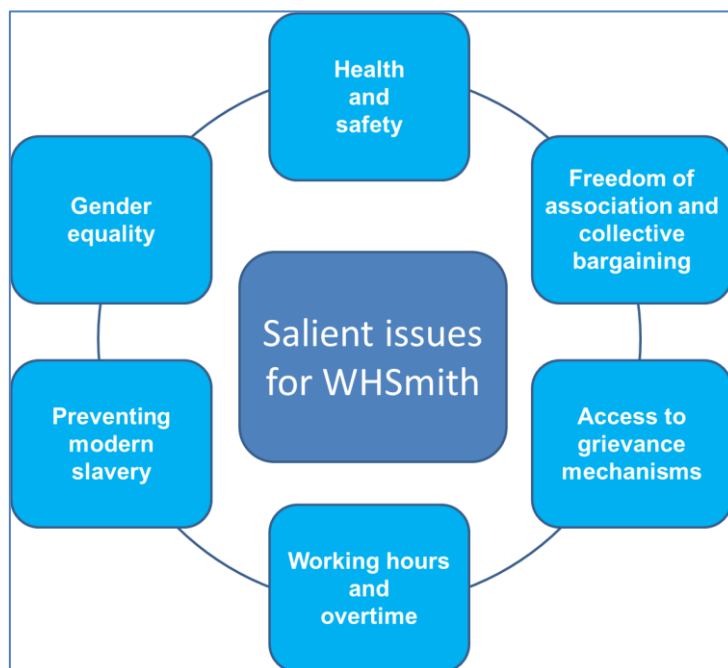 Health
and
safety
Freedom of
association and
collective
bargaining
Access to
grievance
mechanisms
Working hours
and
overtime
Preventing
modern
slavery
Gender
equality
Salient issues
for WHSmith